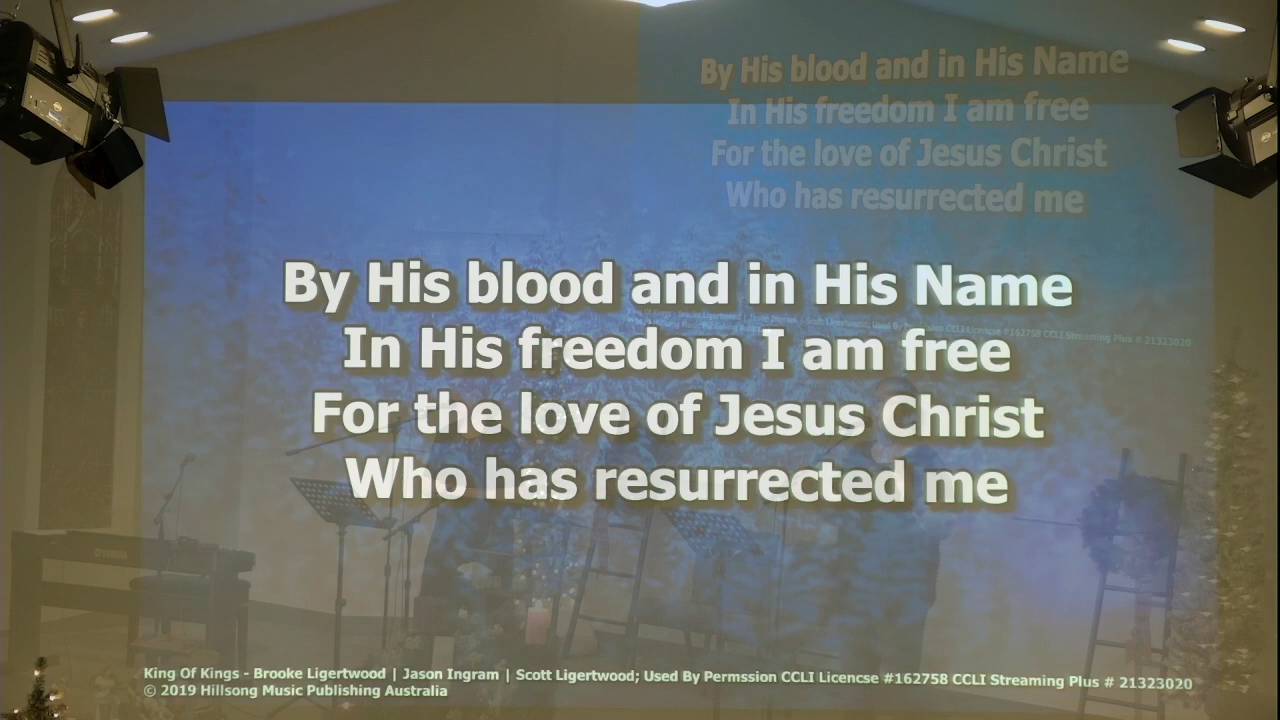 By His blood and in His Name
In His freedom I am free
For the love of Jesus Christ
Who has resurrected me
By His blood and in His Name
In His freedom I am free
For the love of Jesus Christ
Who has resurrected me
King Of Kings - Brooke Ligertwood | Jason Ingram | Scott Ligertwood; Used By Permssion CCLI Licencse #162758 CCLI Streaming Plus # 21323020
© 2019 Hillsong Music Publishing Australia
YAMAHA